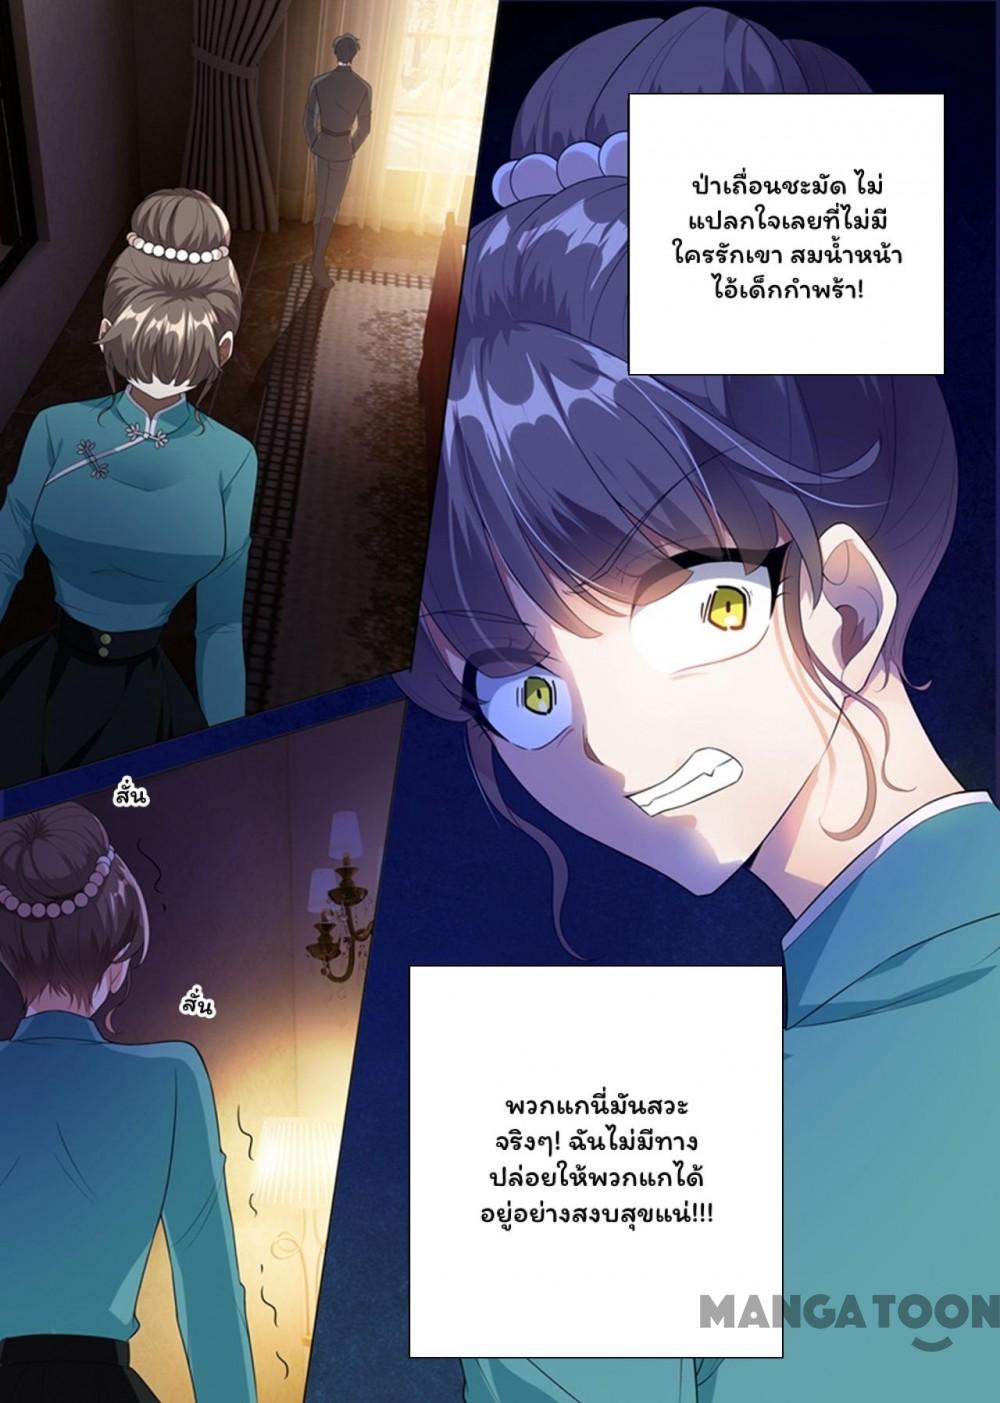 ป่าเถื่อนชะมัด ไม่
แปลกใจเลยที่ไม่มี
ใครรักเขา สมน้ำหน้า
ไอ้เด็กกำพร้า!
สั่น
สั่น
พวกแกนี่มันสวะ
จริงๆ! ฉันไม่มีทาง
ปล่อยให้พวกแกได้
อยู่อย่างสงบสุขแน่!!!
MANGATOON